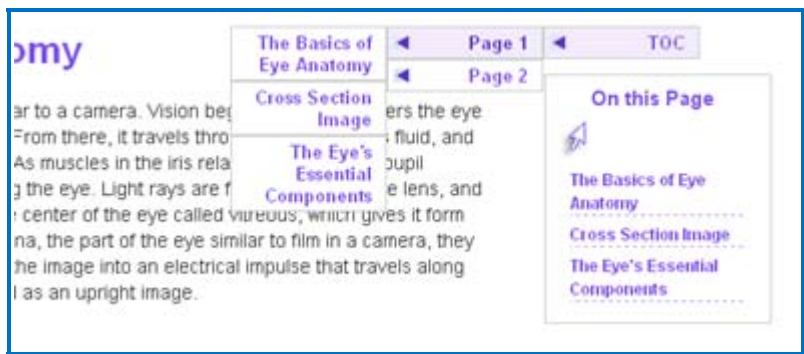 omy
The Basics of
Eye Anatomy
Cross Section
Image
The Eye's
Essential
Components
Page 1
Page 2
TOC
On this Page
The Basics of Eye
Anatomy
Cross Section Image
The Eye's Essential
Components
ar to a camera. Vision beg ers the eye
From there, it travels thro fluid, and
As muscles in the iris rela pupil
g the eye. Light rays are f e lens, and
center of the eye called vitreous, which gives it form
na, the part of the eye similar to film in a camera, they
he image into an electrical impulse that travels along
l as an upright image.